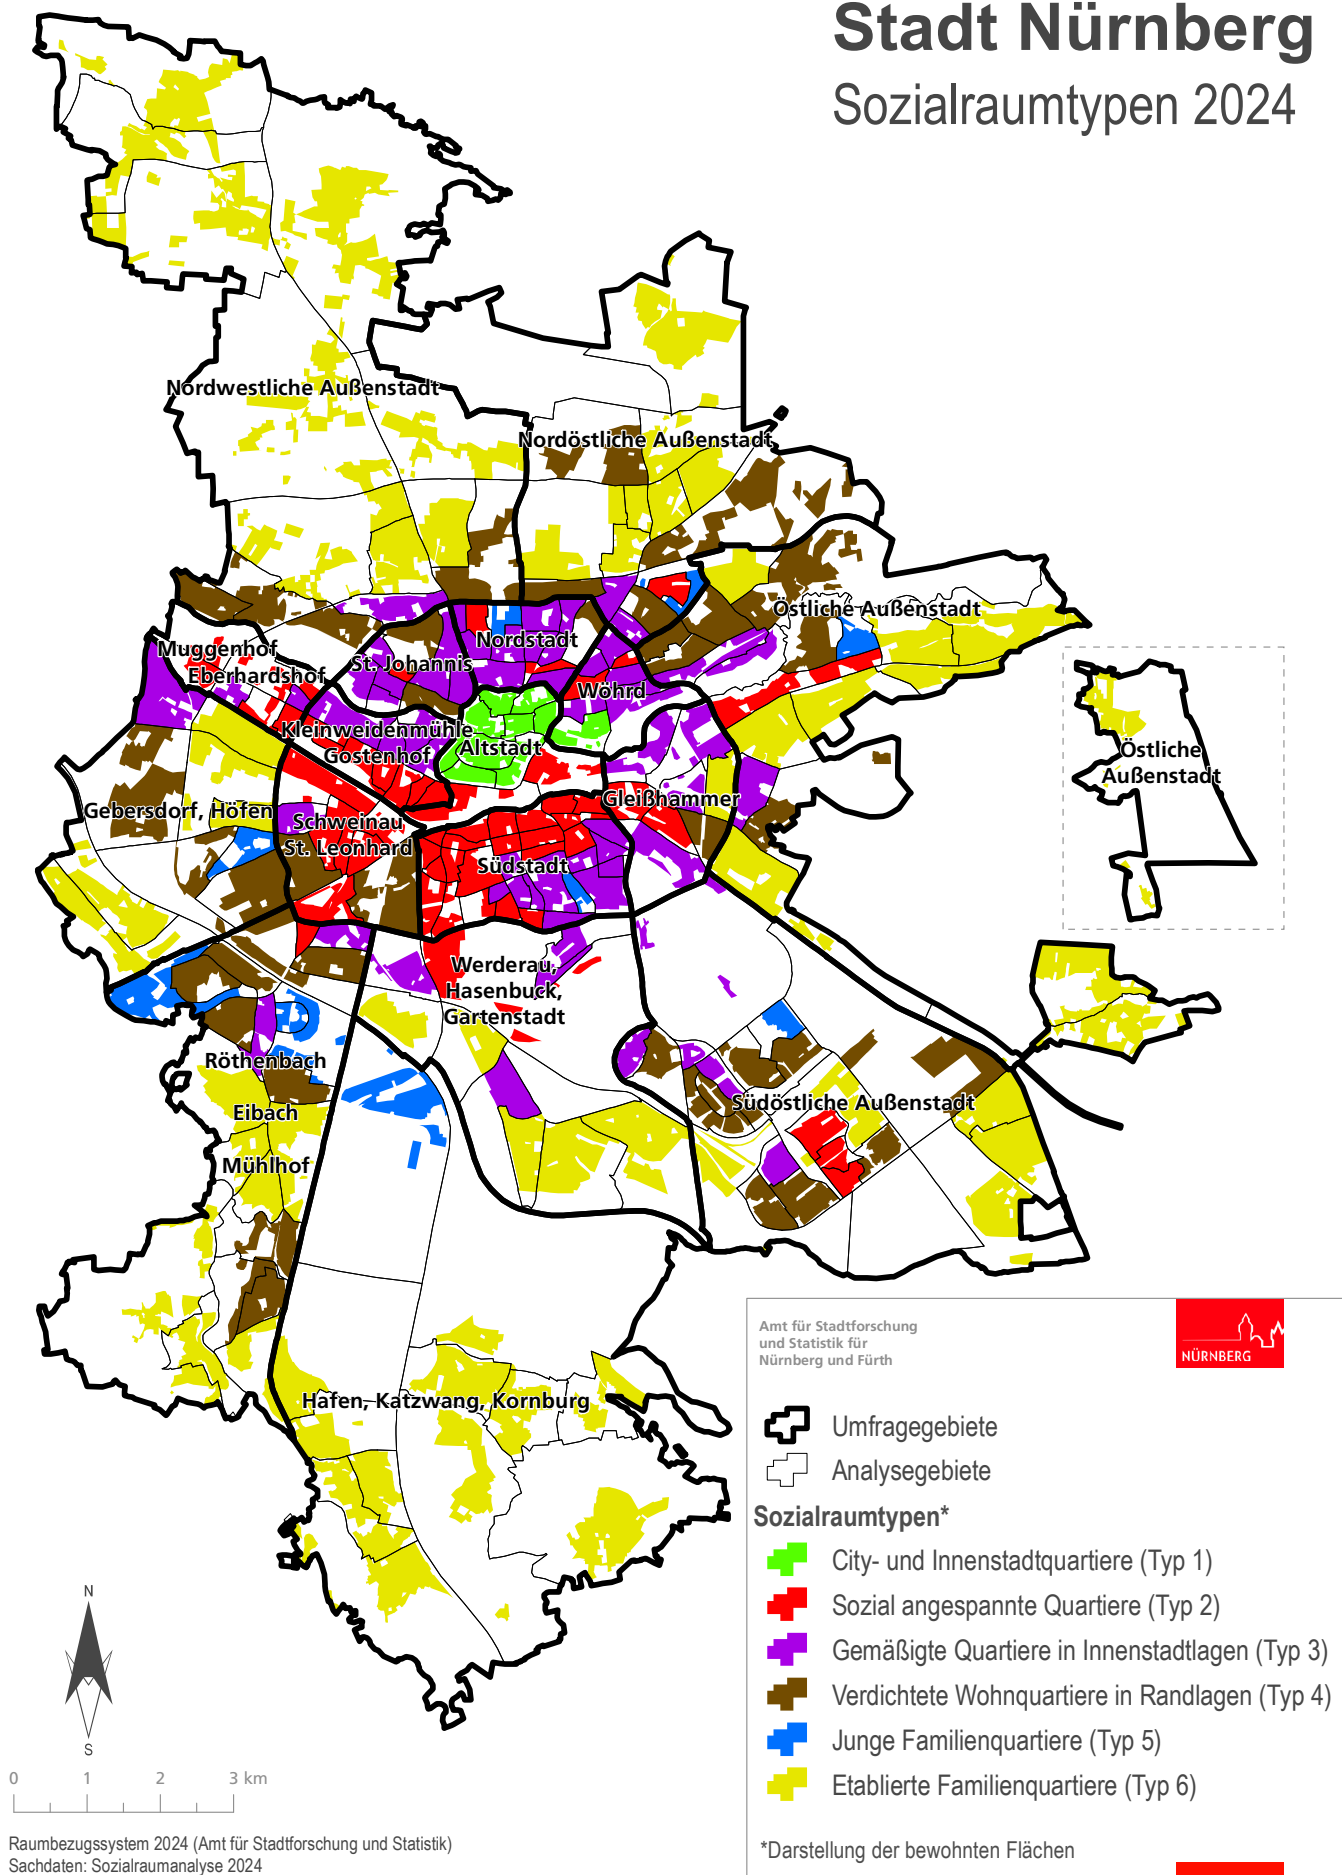 Stadt Nürnberg
Sozialraumtypen 2024
Nordwestliche Außenstadt
Nordöstliche Außenstadt
Östliche Außenstadt
Muggenhof
Eberhardshof
St. Johannis
Nordstadt
Wöhrd
Kleinweidenmühle
Gostenhof
Altstadt
Östliche
Außenstadt
Gebersdorf, Höfen
Schweinau
St. Leonhard
Gleißhammer
Südstadt
Werderau,
Hasenbuck,
Gartenstadt
Röthenbach
Eibach
Mühlhof
Südöstliche Außenstadt
Hafen, Katzwang, Kornburg
Amt für Stadtforschung
und Statistik für
Nürnberg und Fürth
NÜRNBERG
Umfragegebiete
Analysegebiete
Sozialraumtypen*
City- und Innenstadtquartiere (Typ 1)
Sozial angespannte Quartiere (Typ 2)
Gemäßigte Quartiere in Innenstadtlagen (Typ 3)
Verdichtete Wohnquartiere in Randlagen (Typ 4)
Junge Familienquartiere (Typ 5)
Etablierte Familienquartiere (Typ 6)
*Darstellung der bewohnten Flächen
N
S
0 1 2 3 km
Raumbezugssystem 2024 (Amt für Stadtforschung und Statistik)
Sachdaten: Sozialraumanalyse 2024